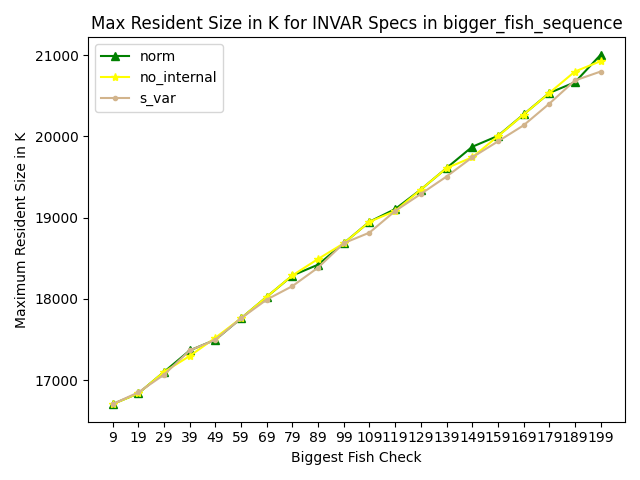 Max Resident Size in K for INVAR Specs in bigger_fish_sequence
norm
no_internal
s_var
Maximum Resident Size in K
21000
20000
19000
18000
17000
9 19 29 39 49 59 69 79 89 99 109 119 129 139 149 159 169 179 189 199
Biggest Fish Check